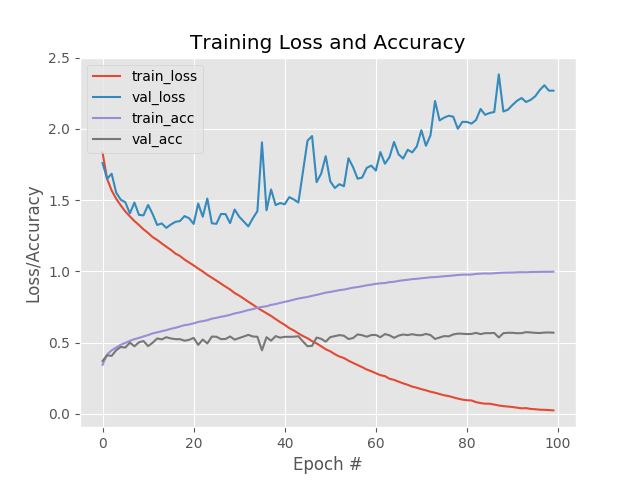 Training Loss and Accuracy
2.5
2.0
1.5
1.0
0.5
0.0
Loss/Accuracy
train_loss
val_loss
train_acc
val_acc
0 20 40 60 80 100
Epoch #